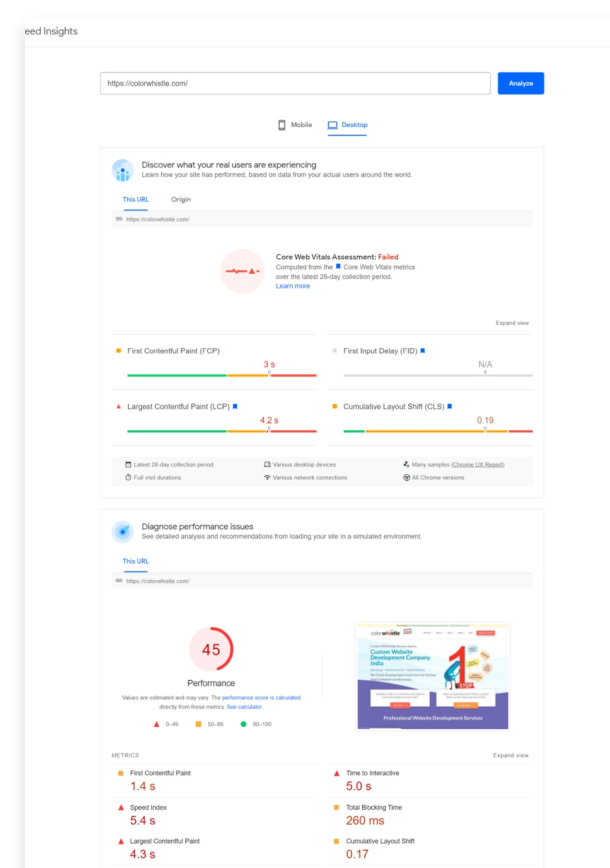 eed Insights
https://colorwhistle.com/
Analyze
Mobile
Desktop
Discover what your real users are experiencing
Learn how your site has performed, based on data from your actual users around the world.
This URL
Origin
https://colorwhistle.com/
Core Web Vitals Assessment: Failed
Computed from the Core Web Vitals metrics
over the latest 28-day collection period.
Learn more
Expand view
First Contentful Paint (FCP)
3 s
First Input Delay (FID)
N/A
Largest Contentful Paint (LCP)
4.2 s
Cumulative Layout Shift (CLS)
0.19
Latest 28-day collection period
Various desktop devices
Many samples (Chrome UX Report)
Full visit durations
Various network connections
All Chrome versions
Diagnose performance issues
See detailed analysis and recommendations from loading your site in a simulated environment.
This URL
https://colorwhistle.com/
45
Performance
Values are estimated and may vary. The performance score is calculated
directly from these metrics. See calculator.
0–49
50–89
90–100
colorwhistle
Custom Website
Development Company
India
Professional Website Development Services
METRICS
Expand view
First Contentful Paint
1.4 s
Time to Interactive
5.0 s
Speed Index
5.4 s
Total Blocking Time
260 ms
Largest Contentful Paint
4.3 s
Cumulative Layout Shift
0.17